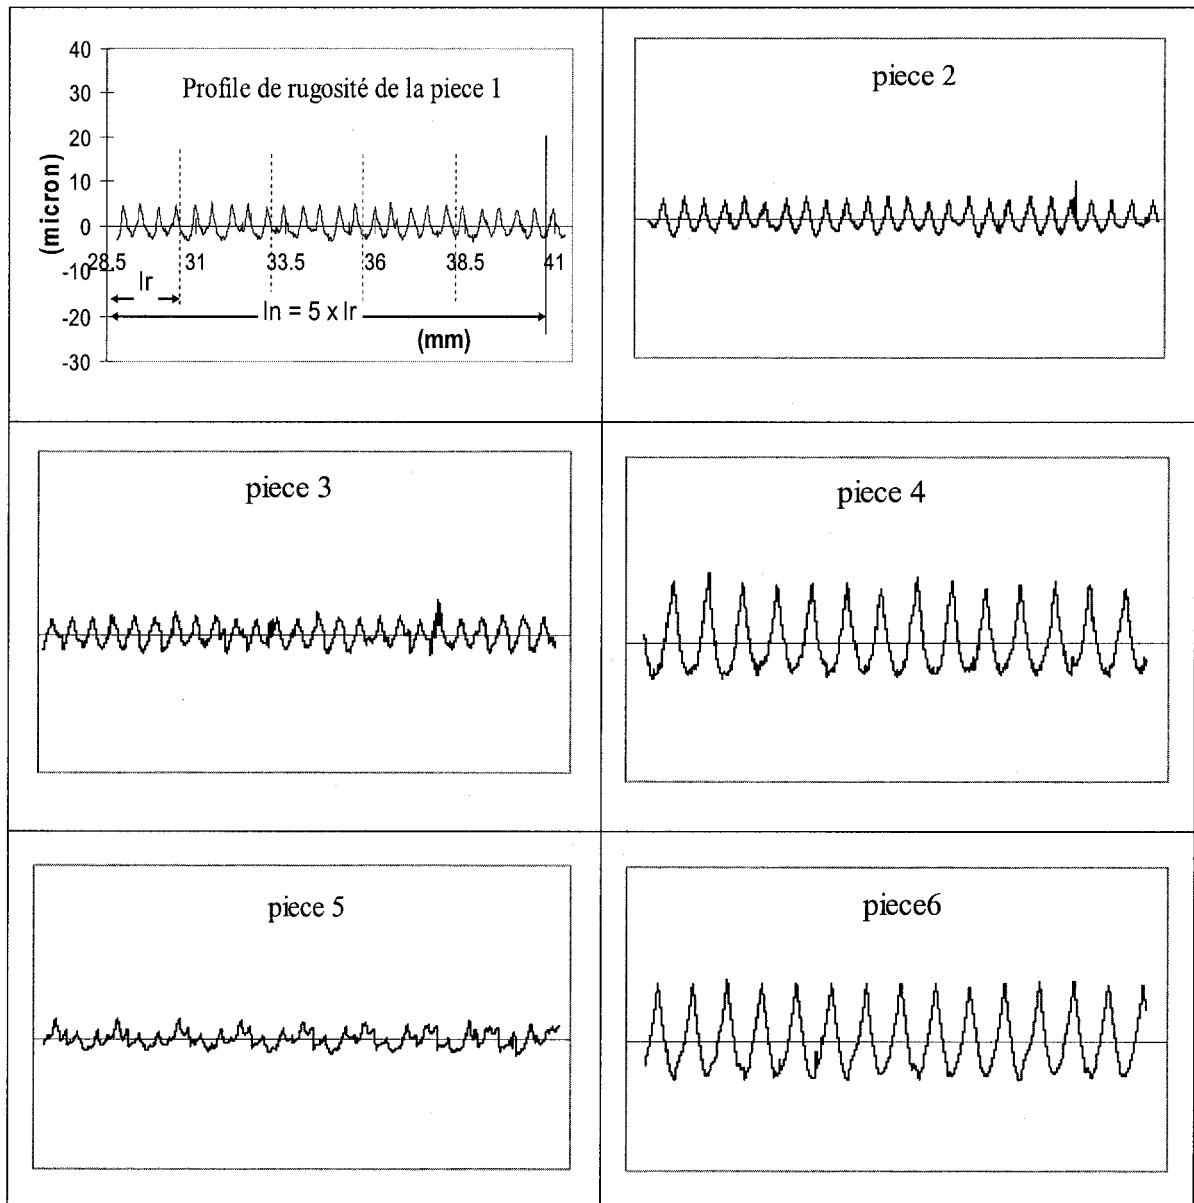 40
30
20
10
0
-10
-20
-30
(micron)
Profile de rugosité de la piece 1
28.5 31 33.5 36 38.5 41
lr
ln = 5 x lr
(mm)
piece 2
piece 3
piece 4
piece 5
piece6